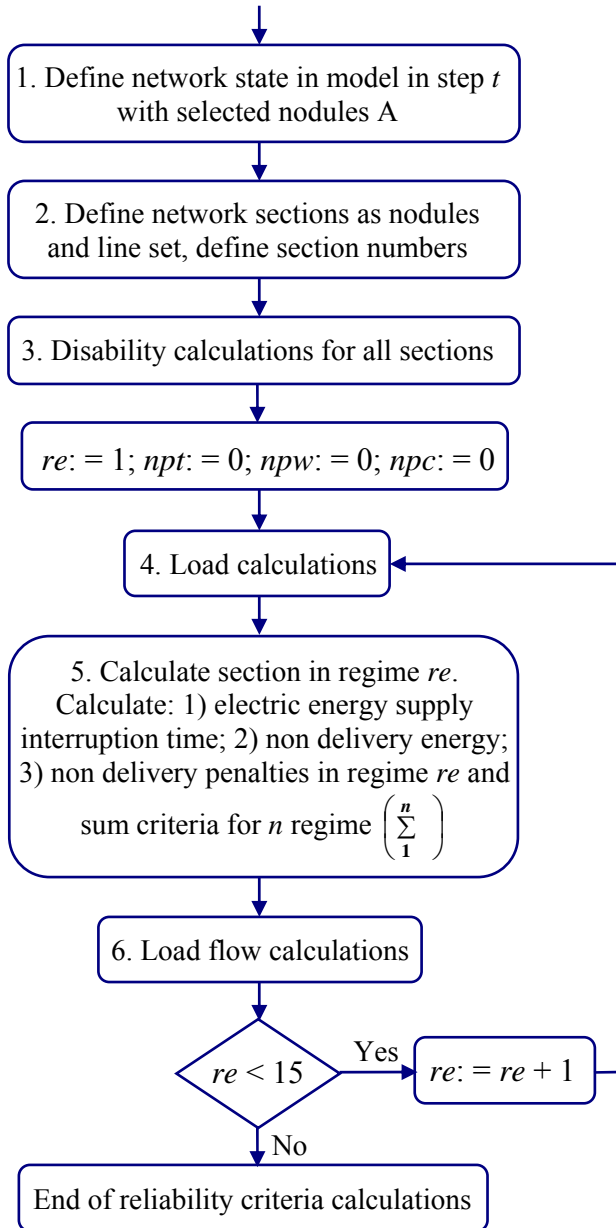 1. Define network state in model in step t
with selected nodules A
2. Define network sections as nodules
and line set, define section numbers
3. Disability calculations for all sections
re: = 1; npt: = 0; npw: = 0; npc: = 0
4. Load calculations
5. Calculate section in regime re.
Calculate: 1) electric energy supply
interruption time; 2) non delivery energy;
3) non delivery penalties in regime re and
sum criteria for n regime (∑ₙ¹)
6. Load flow calculations
re < 15
Yes
re: = re + 1
No
End of reliability criteria calculations